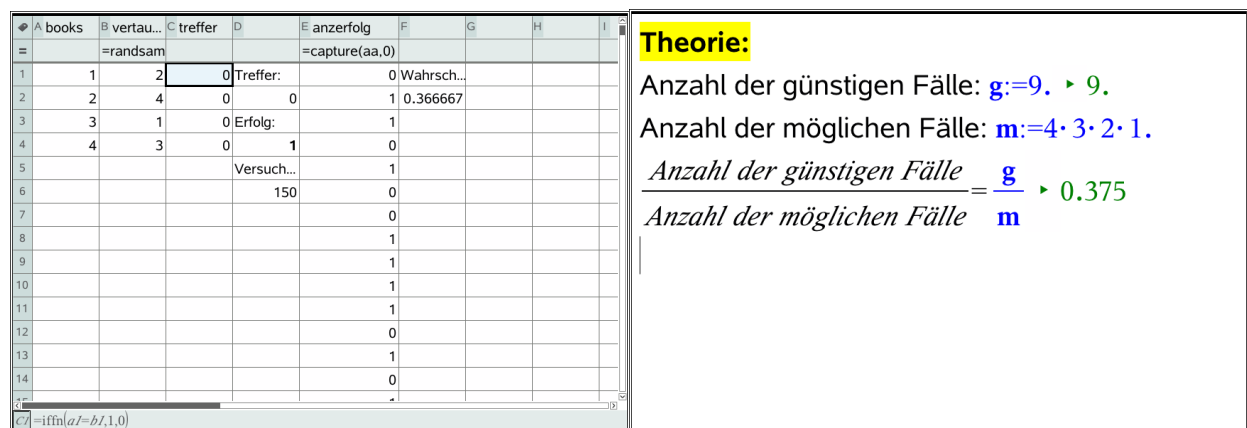 A books B vertau... C treffer D E anzerfolg F G H I
= =randsam =capture(aa,0)
1 1 2 0 Treffer: 0 Wahrsch...
2 2 4 0 0 1 0.366667
3 3 1 0 Erfolg: 1
4 4 3 0 1 0
5 Versuch... 1
6 150 0
7 0
8 1
9 1
10 1
11 1
12 0
13 1
14 0
C1 =iffn(a1=b1,1,0)
Theorie:
Anzahl der günstigen Fälle: g:=9. ▸ 9.
Anzahl der möglichen Fälle: m:=4·3·2·1.
Anzahl der günstigen Fälle
Anzahl der möglichen Fälle
= g/m ▸ 0.375